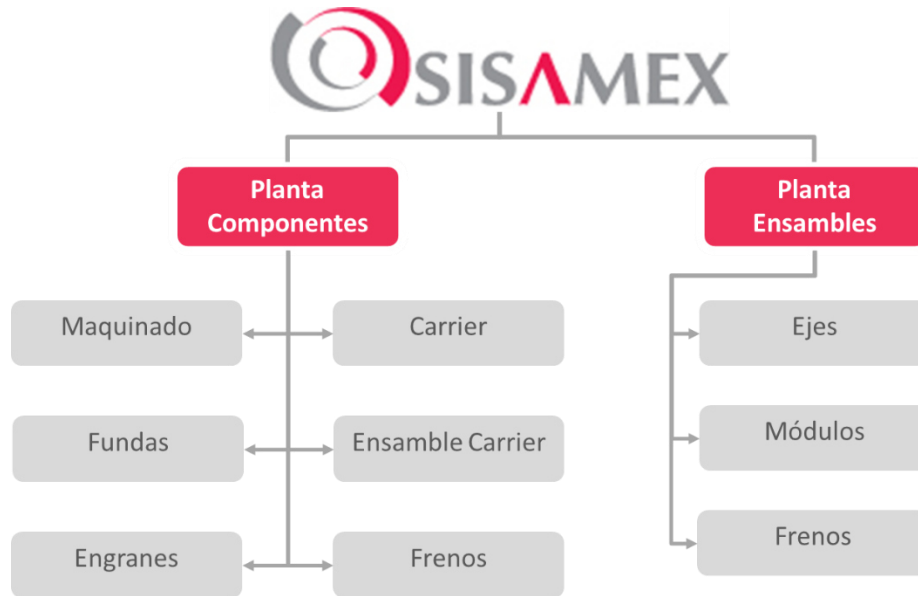 SISAMEX
Planta
Componentes
Planta
Ensambles
Maquinado
Carrier
Fundas
Ensamble Carrier
Engranes
Frenos
Ejes
Módulos
Frenos